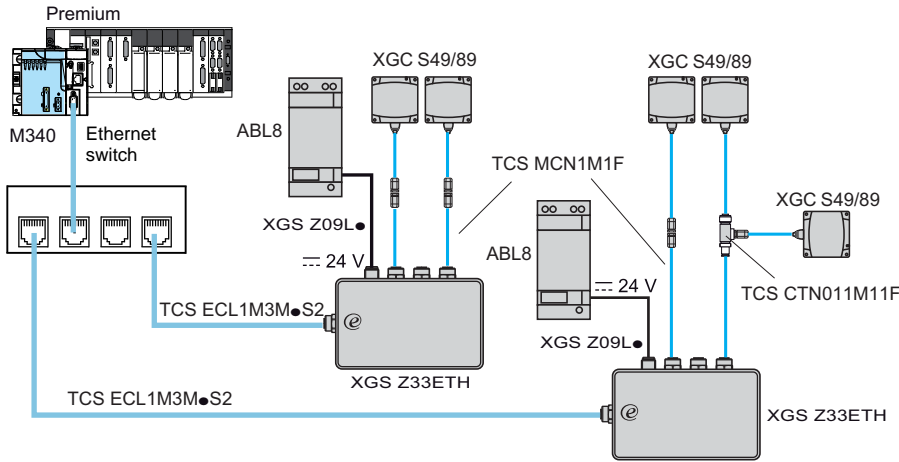 Premium
M340
Ethernet
switch
ABL8
XGC S49/89
XGC S49/89
TCS MCN1M1F
XGS Z09L●
24 V
XGC S49/89
ABL8
24 V
TCS CTN011M11F
TCS ECL1M3M●S2
e
XGS Z09L●
XGS Z33ETH
TCS ECL1M3M●S2
e
XGS Z33ETH